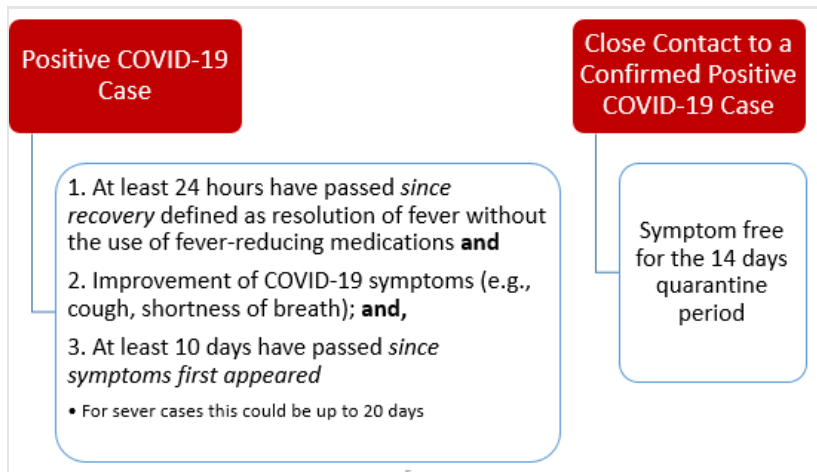 Positive COVID-19
Case
1. At least 24 hours have passed since
recovery defined as resolution of fever without
the use of fever-reducing medications and
2. Improvement of COVID-19 symptoms (e.g.,
cough, shortness of breath); and,
3. At least 10 days have passed since
symptoms first appeared
• For sever cases this could be up to 20 days
Close Contact to a
Confirmed Positive
COVID-19 Case
Symptom free
for the 14 days
quarantine
period